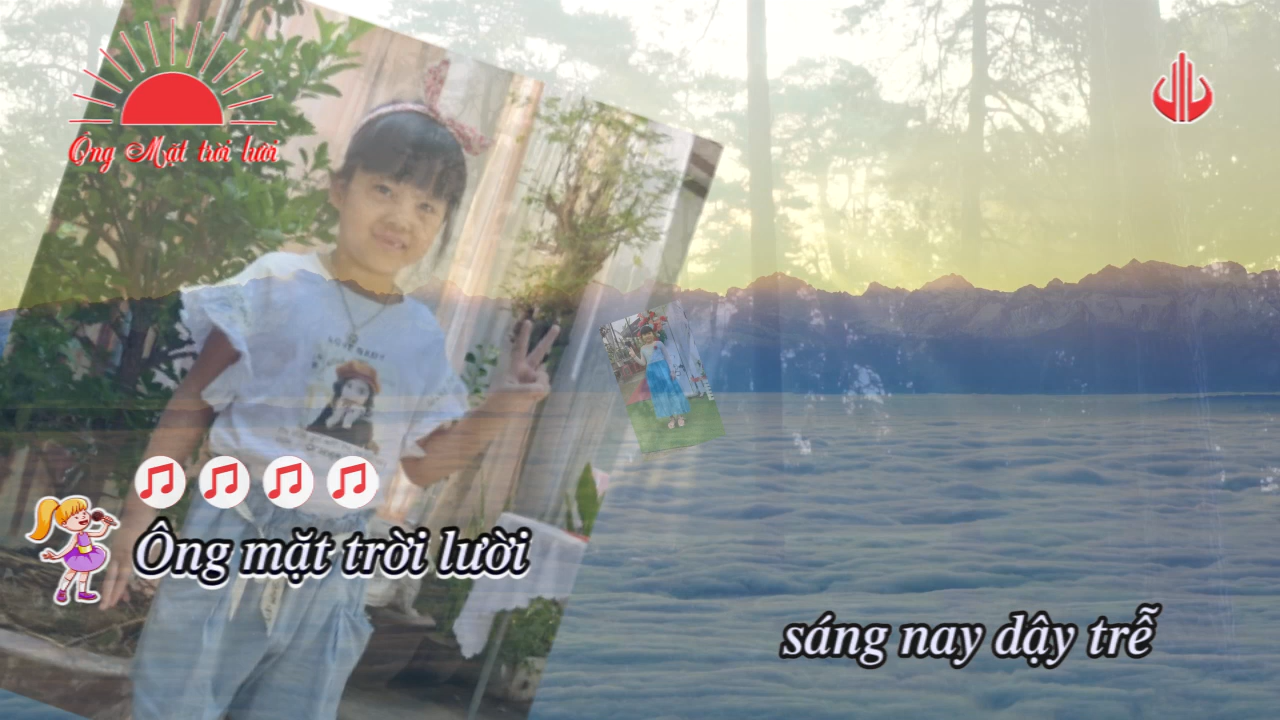 Ông Mặt trời lười
Ông mặt trời lười
sáng nay dậy trễ